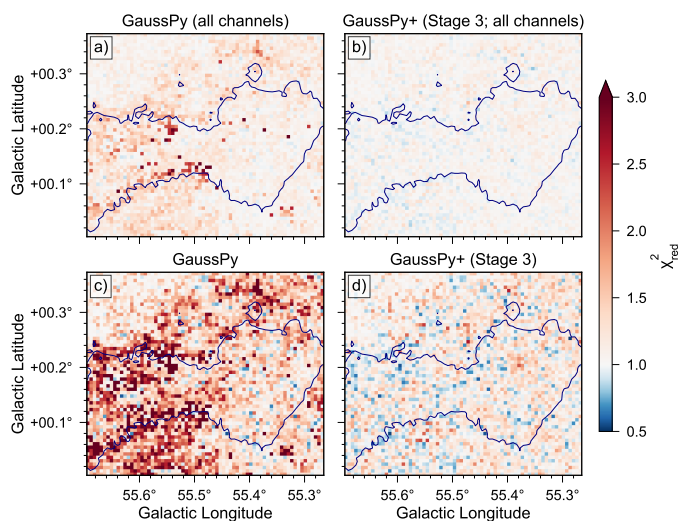 GaussPy (all channels)
GaussPy+ (Stage 3; all channels)
a)
b)
+00.3°
+00.2°
+00.1°
Galactic Latitude
3.0
2.5
2.0
1.5
1.0
0.5
χ²red
GaussPy
GaussPy+ (Stage 3)
c)
d)
+00.3°
+00.2°
+00.1°
Galactic Latitude
55.6° 55.5° 55.4° 55.3°
55.6° 55.5° 55.4° 55.3°
Galactic Longitude
Galactic Longitude